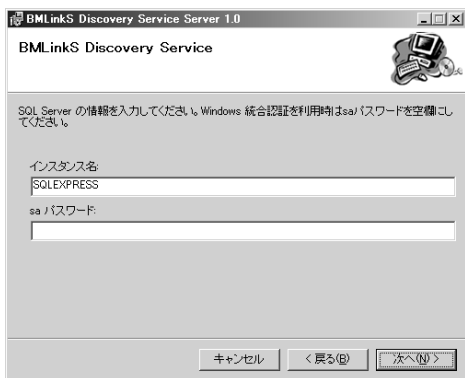 BMLinkS Discovery Service Server 1.0
BMLinkS Discovery Service
SQL Server の情報を入力してください。Windows 統合認証を利用時はsaパスワードを空欄にし
てください。
インスタンス名:
SQLEXPRESS
sa パスワード:
キャンセル
< 戻る(B)
次へ(N) >